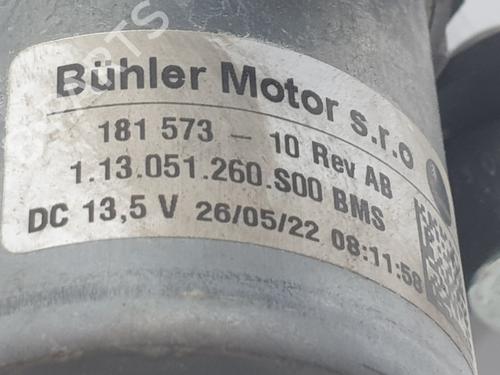 Bühler Motor s.r.o
181 573 - 10 Rev AB
1.13.051.260.S00 BMS
DC 13,5 V 26/05/22 08:11:58